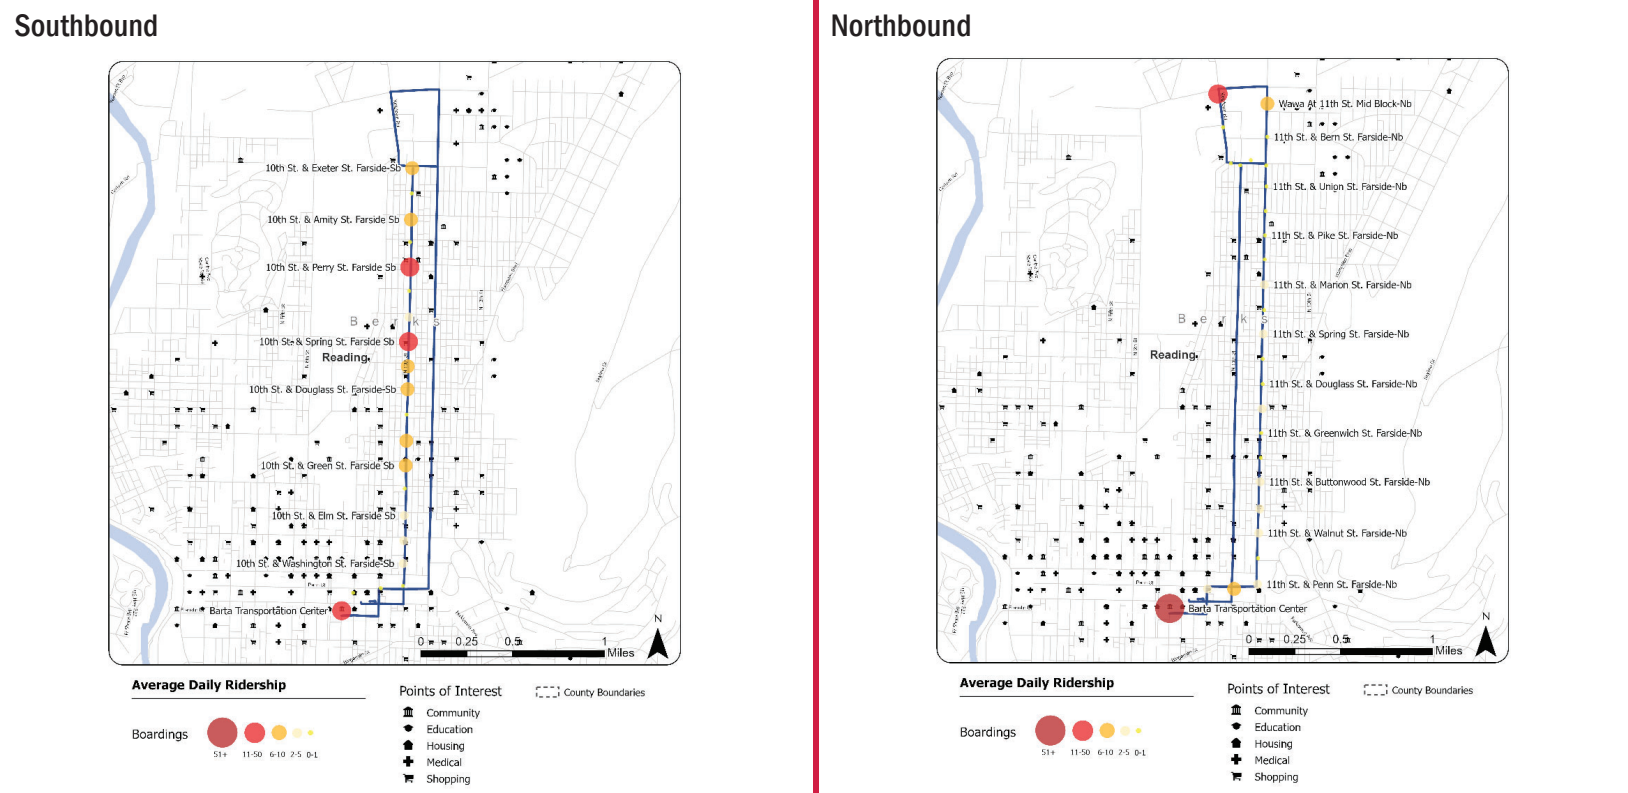 Southbound
10th St. & Exeter St. Farside-Sb
10th St. & Amity St. Farside Sb
10th St. & Perry St. Farside Sb
Berks
10th St. & Spring St. Farside Sb
Reading
10th St. & Douglass St. Farside-Sb
10th St. & Green St. Farside Sb
10th St. & Elm St. Farside Sb
10th St. & Washington St. Farside-Sb
Penn St
Barta Transportation Center
N
0 0.25 0.5 1
Miles
Average Daily Ridership
Boardings
51+ 11-50 6-10 2-5 0-1
Points of Interest
Community
Education
Housing
Medical
Shopping
County Boundaries
Northbound
Wawa At 11th St. Mid Block-Nb
11th St. & Bern St. Farside-Nb
11th St. & Union St. Farside-Nb
11th St. & Pike St. Farside-Nb
11th St. & Marion St. Farside-Nb
Berks
11th St. & Spring St. Farside-Nb
Reading
11th St. & Douglass St. Farside-Nb
11th St. & Greenwich St. Farside-Nb
11th St. & Buttonwood St. Farside-Nb
11th St. & Walnut St. Farside-Nb
11th St. & Penn St. Farside-Nb
Penn St
Barta Transportation Center
N
0 0.25 0.5 1
Miles
Average Daily Ridership
Boardings
51+ 11-50 6-10 2-5 0-1
Points of Interest
Community
Education
Housing
Medical
Shopping
County Boundaries